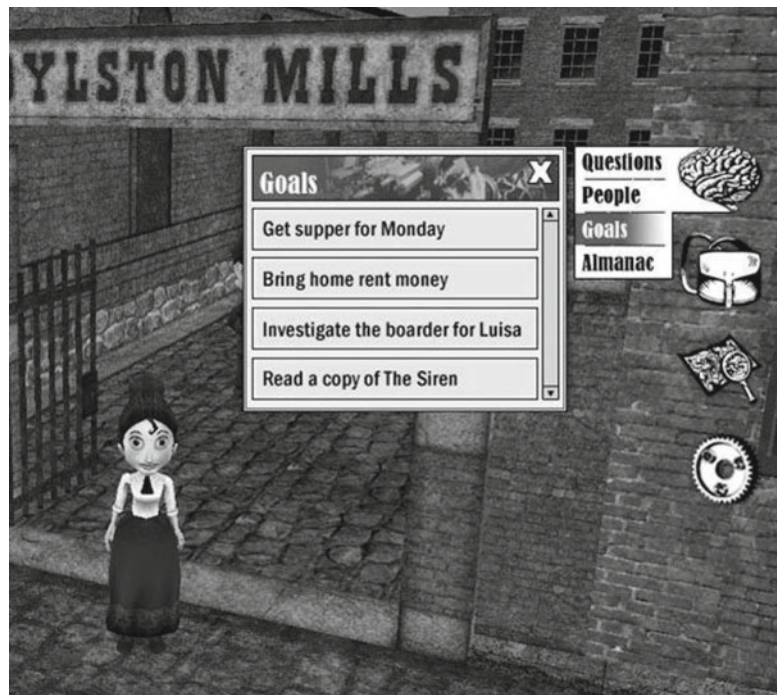 YLSTON MILLS
Goals
X
Get supper for Monday
Bring home rent money
Investigate the boarder for Luisa
Read a copy of The Siren
Questions
People
Goals
Almanac